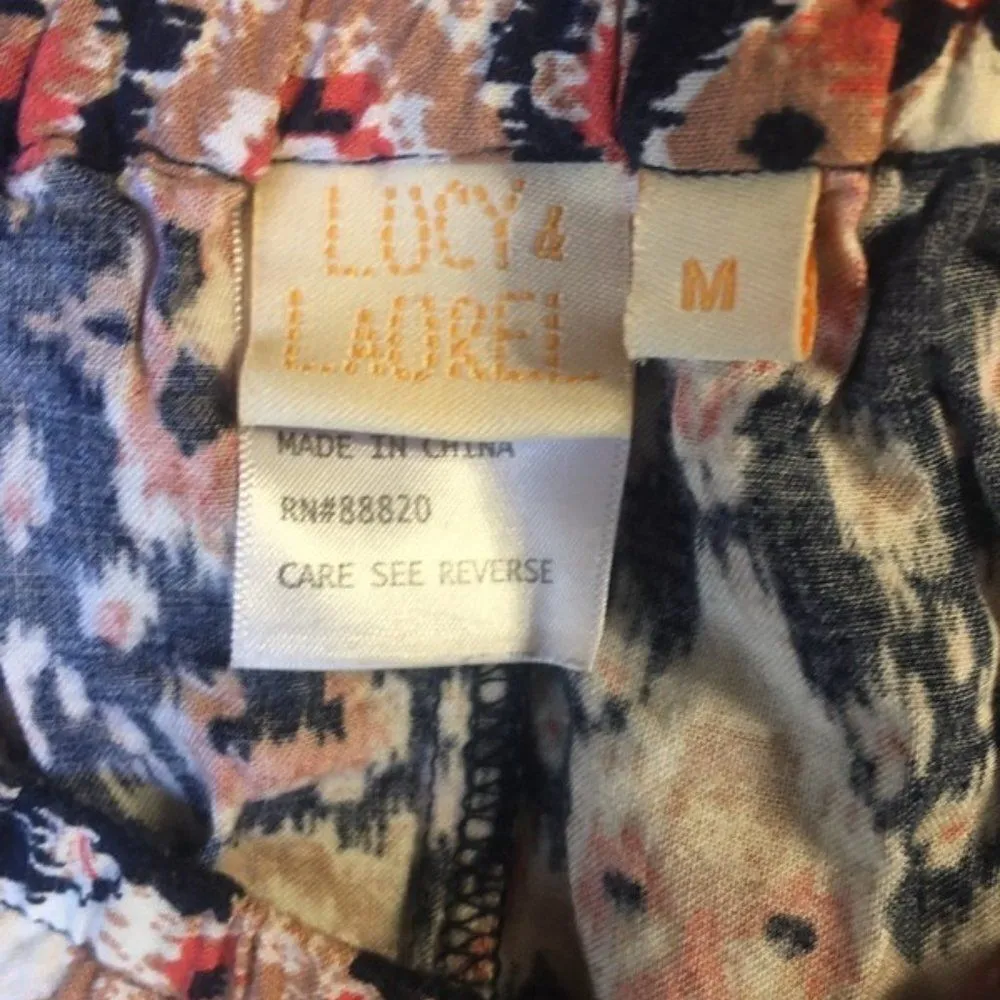 LUCY &
LAUREL
M
MADE IN CHINA
RN#88820
CARE SEE REVERSE